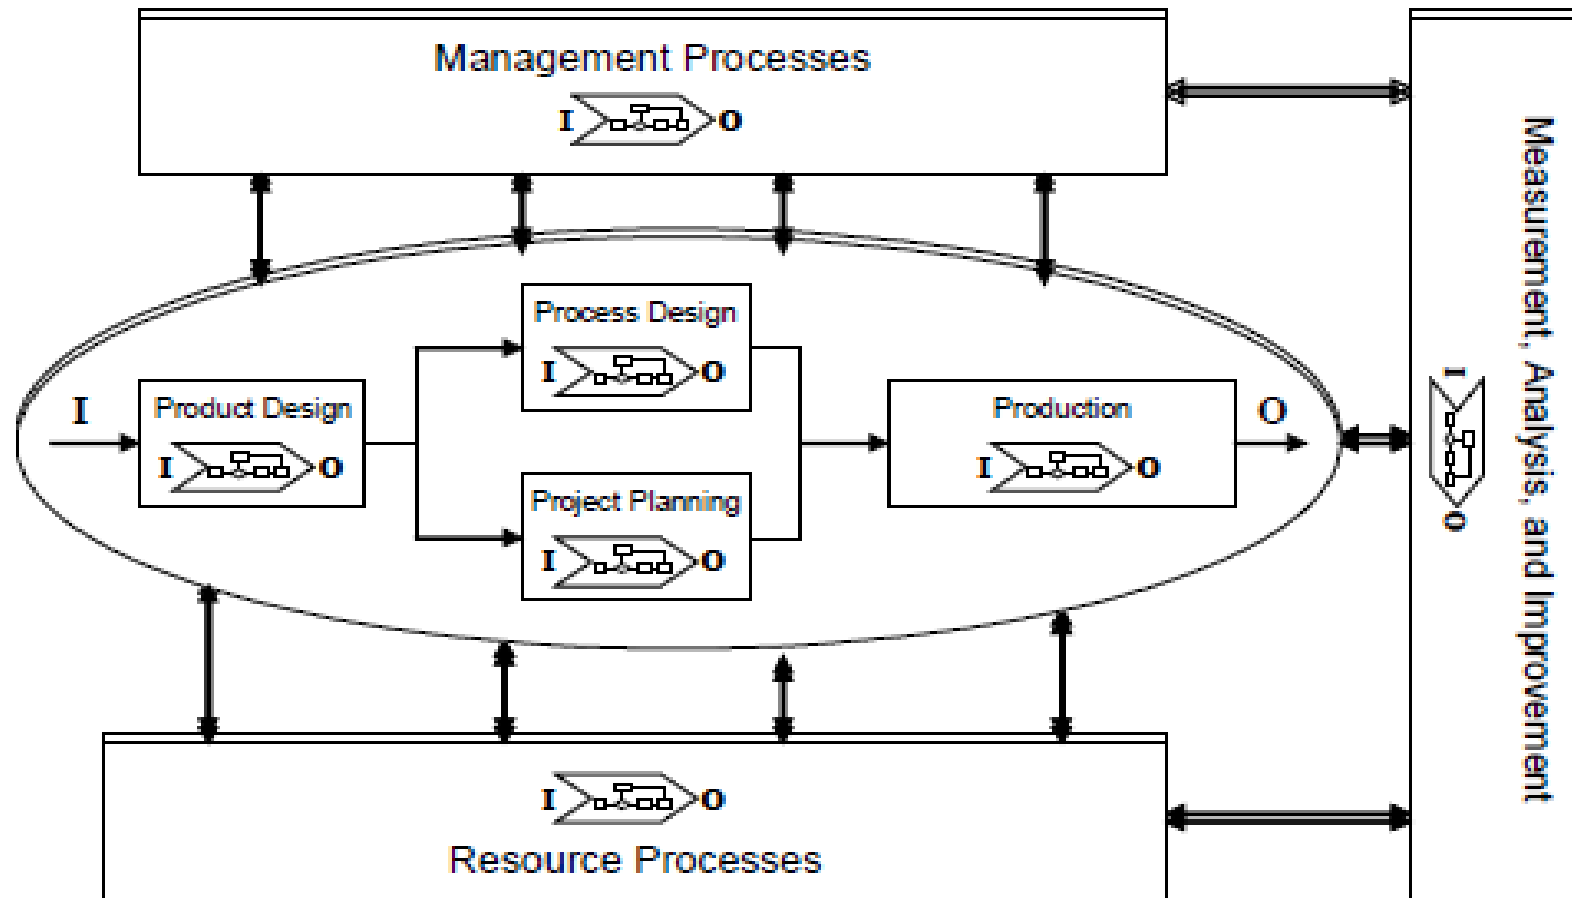 Management Processes
I O
Process Design
I O
I
Product Design
I O
Project Planning
I O
Production
I O
O
I O
Resource Processes
Measurement, Analysis, and Improvement
I O